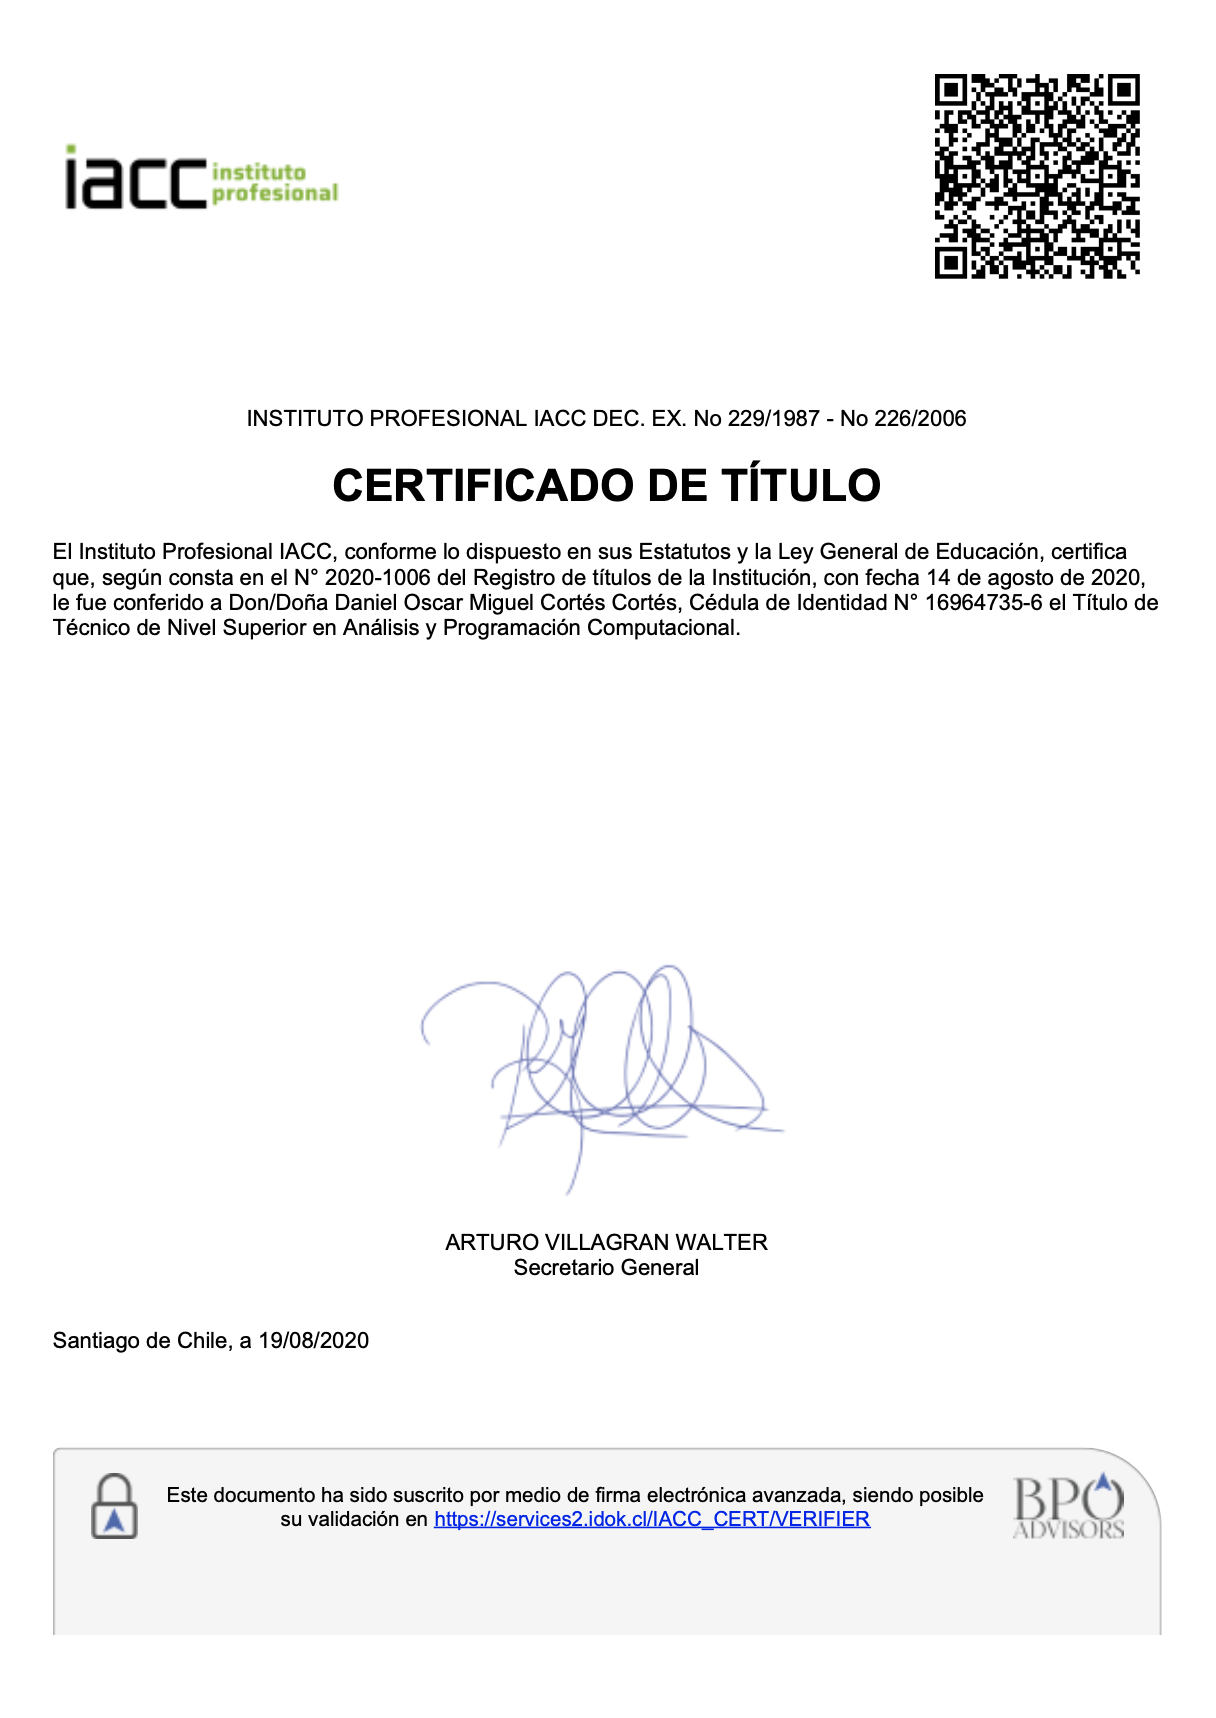 iacc instituto
profesional
INSTITUTO PROFESIONAL IACC DEC. EX. No 229/1987 - No 226/2006
CERTIFICADO DE TÍTULO
El Instituto Profesional IACC, conforme lo dispuesto en sus Estatutos y la Ley General de Educación, certifica
que, según consta en el N° 2020-1006 del Registro de títulos de la Institución, con fecha 14 de agosto de 2020,
le fue conferido a Don/Doña Daniel Oscar Miguel Cortés Cortés, Cédula de Identidad N° 16964735-6 el Título de
Técnico de Nivel Superior en Análisis y Programación Computacional.
ARTURO VILLAGRAN WALTER
Secretario General
Santiago de Chile, a 19/08/2020
Este documento ha sido suscrito por medio de firma electrónica avanzada, siendo posible
su validación en https://services2.idok.cl/IACC_CERT/VERIFIER
BPO
ADVISORS